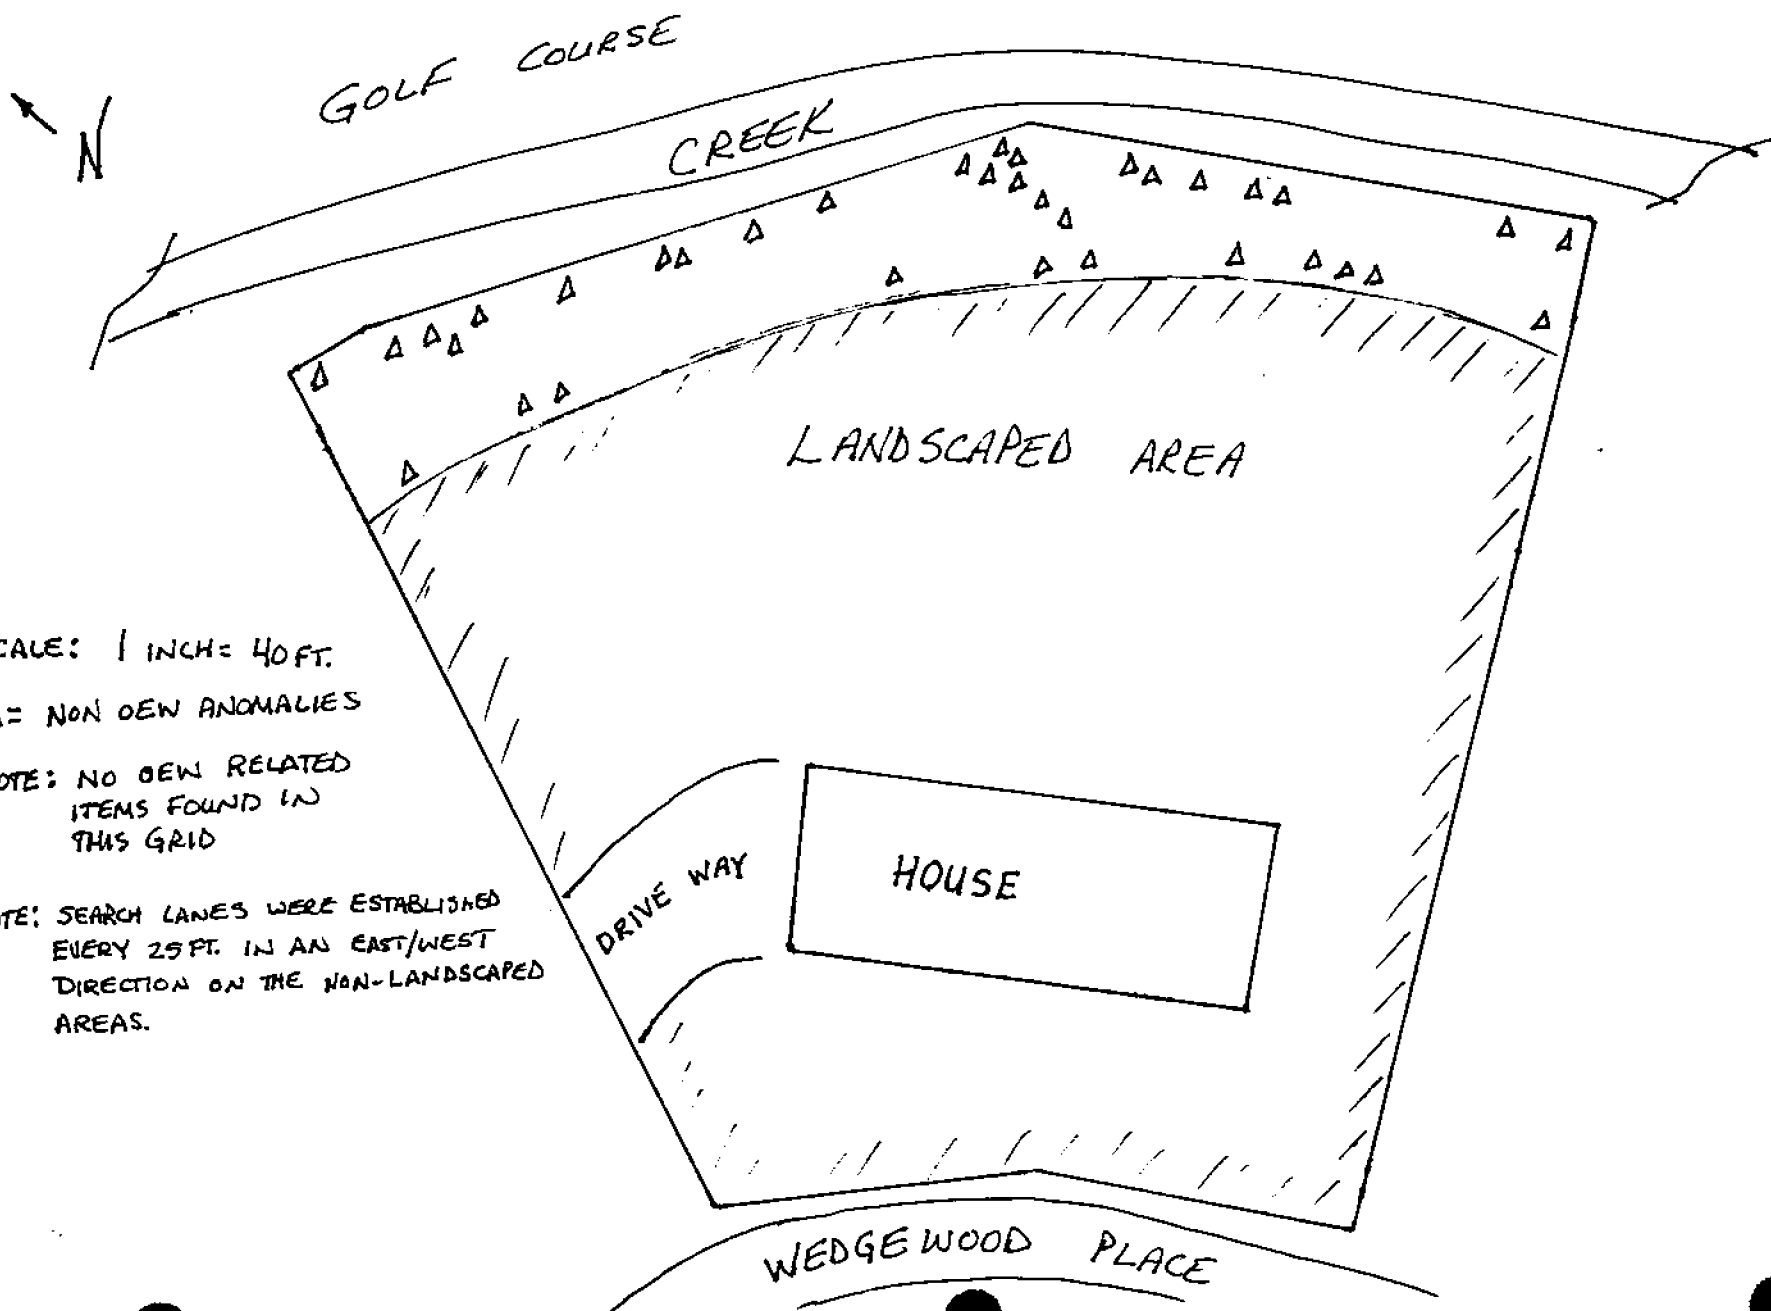 GOLF COURSE
N
CREEK
LANDSCAPED AREA
CALE: 1 INCH= 40 FT.
= NON OEW ANOMALIES
OTE: NO OEW RELATED
ITEMS FOUND IN
THIS GRID
TE: SEARCH LANES WERE ESTABLISHED
EVERY 25 FT. IN AN EAST/WEST
DIRECTION ON THE NON-LANDSCAPED
AREAS.
DRIVE WAY
HOUSE
WEDGEWOOD PLACE